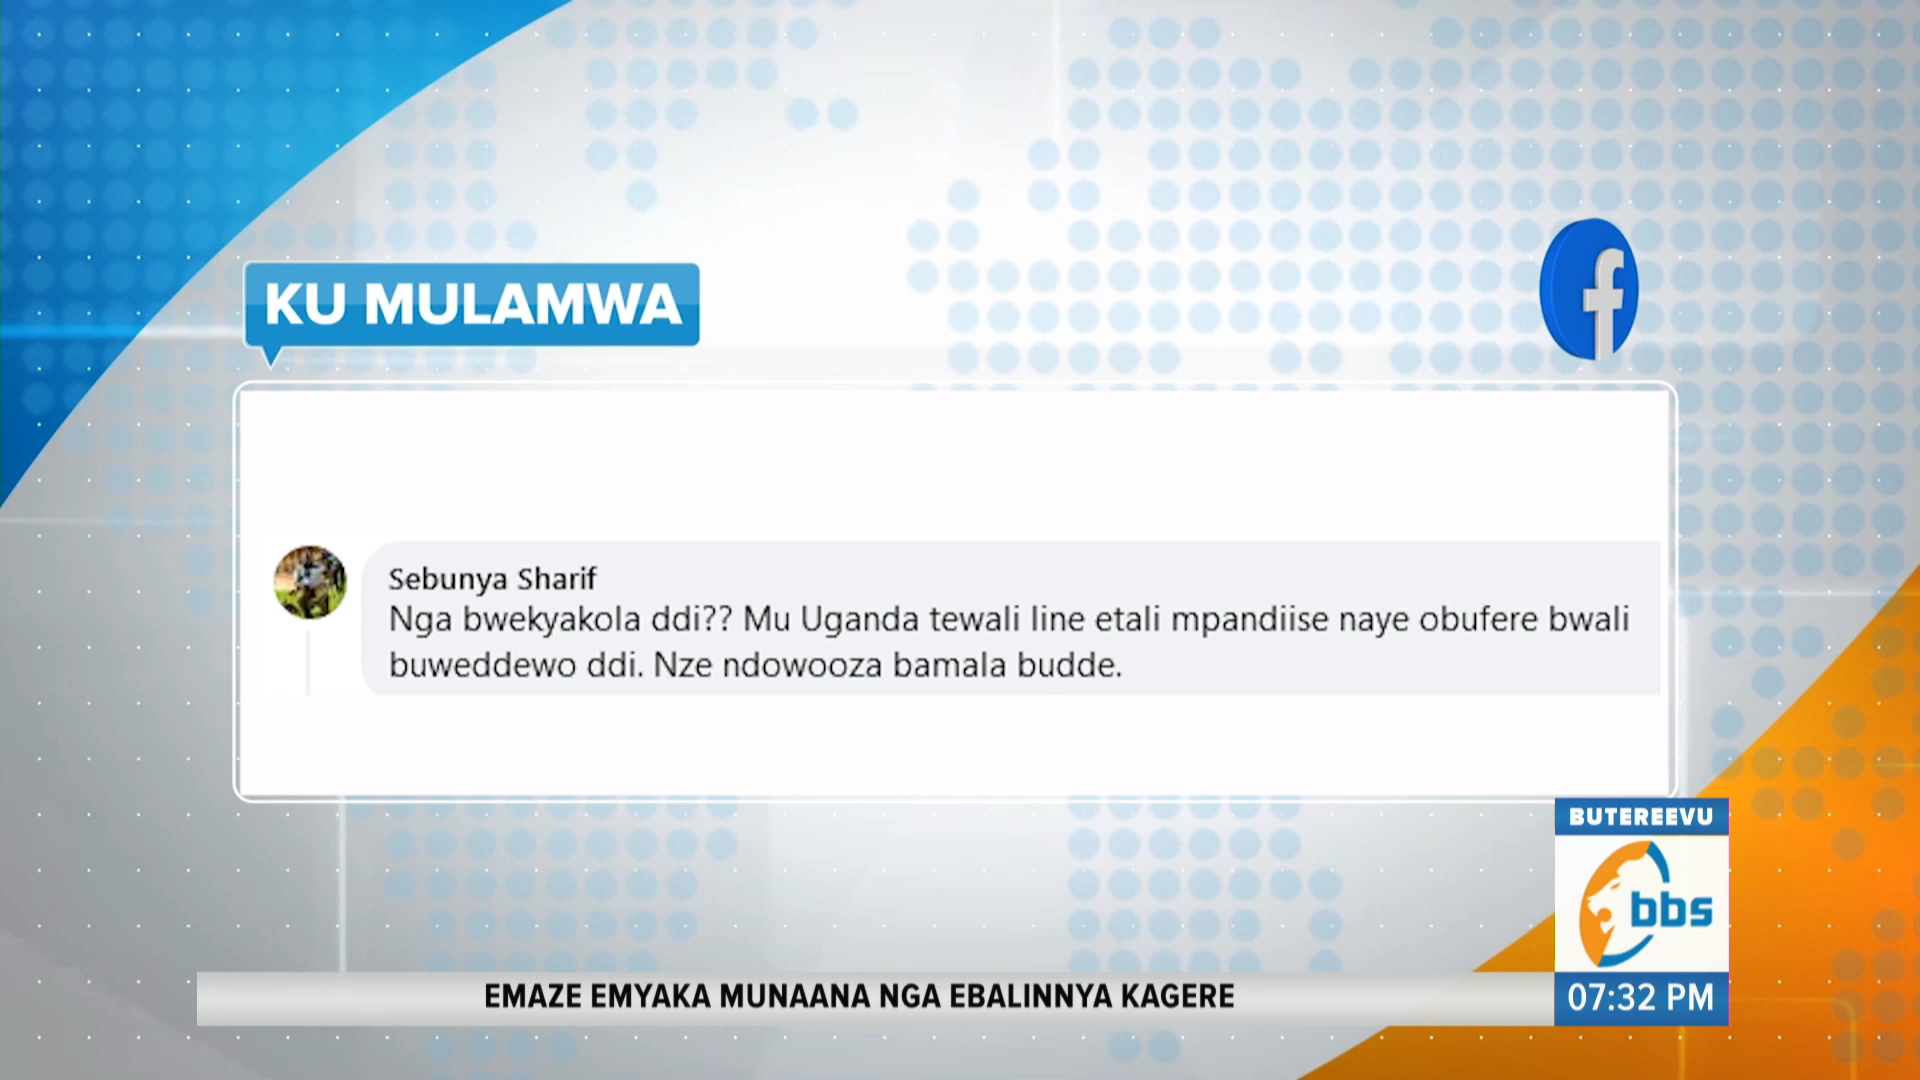 KU MULAMWA
Sebunya Sharif
Nga bwekyakola ddi?? Mu Uganda tewali line etali mpandiise naye obufere bwali
buweddewo ddi. Nze ndowooza bamala budde.
BUTEREEVU
bbs
EMAZE EMYAKA MUNAANA NGA EBALINNYA KAGERE
07:32 PM